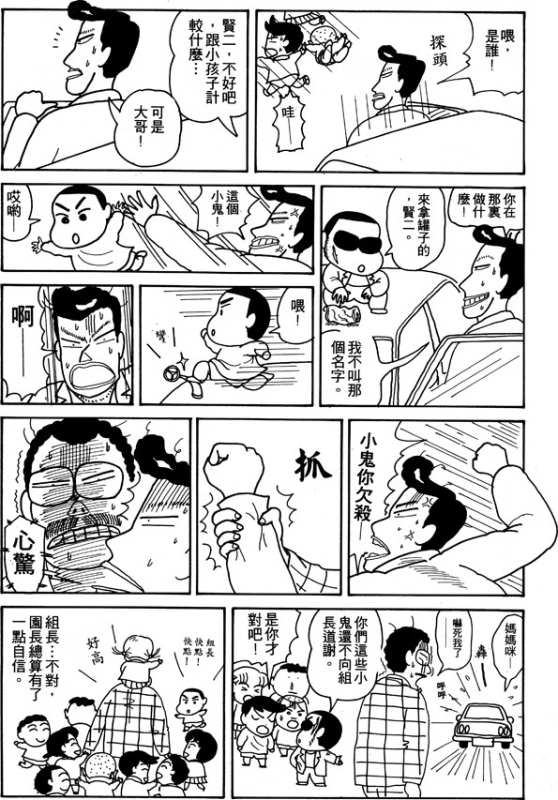 喂，
是誰！
探頭
哇
賢二，不好吧
，跟小孩子計
較什麼…
可是
大哥！
你在
那裏
做什
麼！
來拿罐子的
，賢二。
我不叫那
個名字。
這個
小鬼！
哎喲—
喂！
彎
啊
小鬼你欠殺—
抓
心驚
媽媽咪—
嚇死我了
轟
呼呼
你們這些小
鬼還不向組
長道謝。
是你才
對吧！
組長
快點！
快點！
好高
組長…不對，
園長總算有了
一點自信。